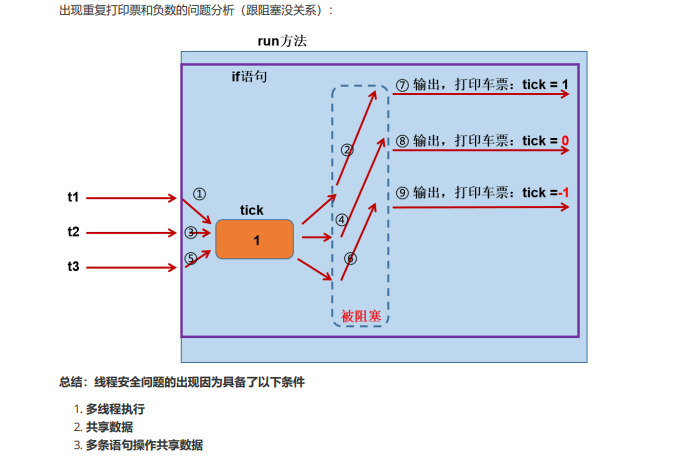 出现重复打印票和负数的问题分析（跟阻塞没关系）：
run方法
if语句
⑦ 输出，打印车票：tick = 1
②
⑧ 输出，打印车票：tick = 0
t1
①
⑨ 输出，打印车票：tick =-1
tick
④
t2
③
1
t3
⑤
⑥
被阻塞
总结：线程安全问题的出现因为具备了以下条件
1. 多线程执行
2. 共享数据
3. 多条语句操作共享数据